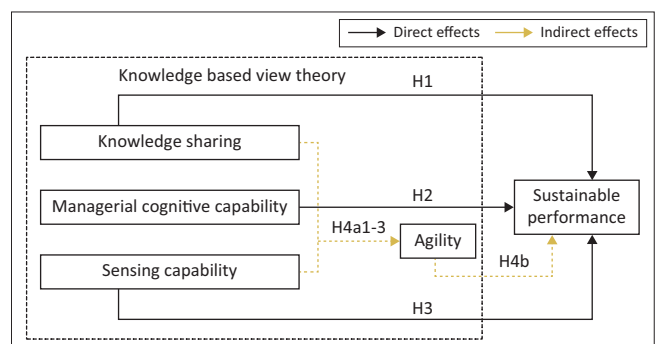 Direct effects
Indirect effects
Knowledge based view theory
H1
Knowledge sharing
Managerial cognitive capability
H2
Sustainable
performance
H4a1-3
Agility
Sensing capability
H4b
H3